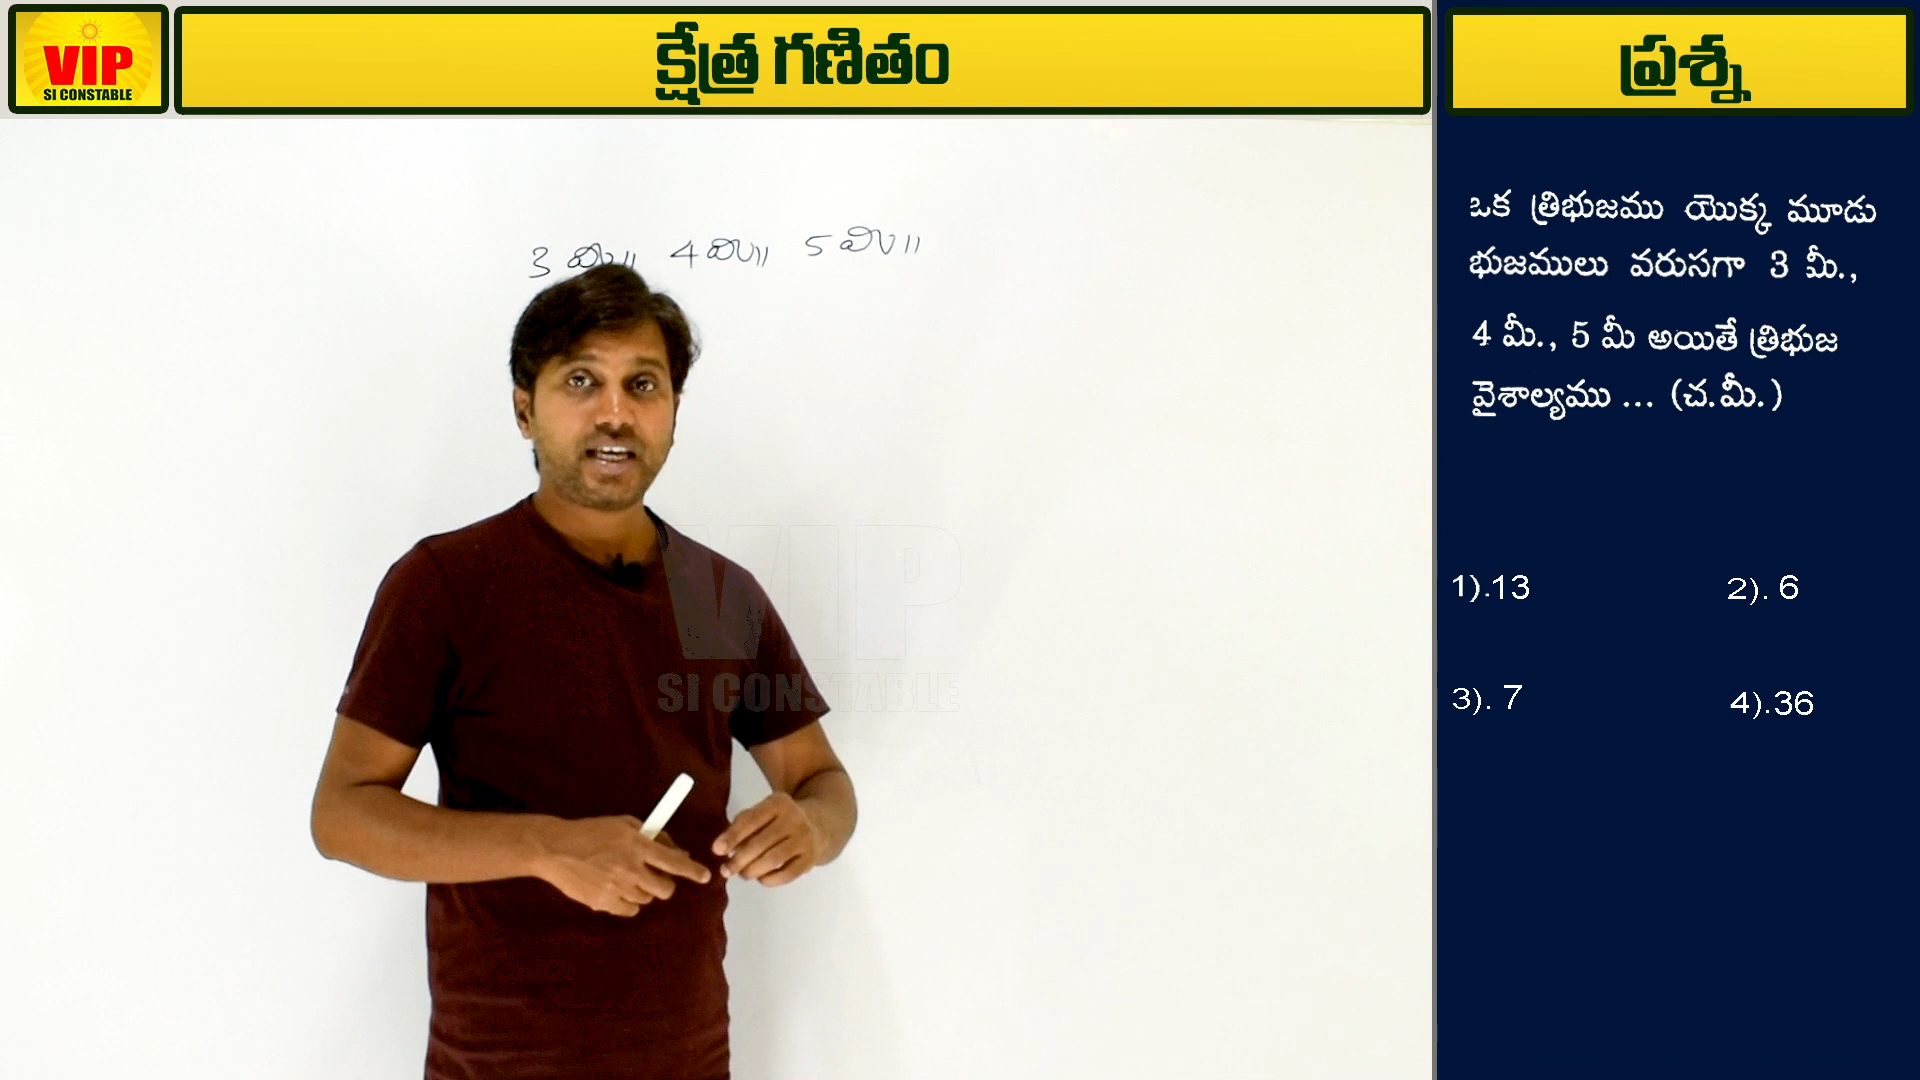 VIP
SI CONSTABLE
క్షేత్ర గణితం
ప్రశ్న
3 మీ|| 4 మీ|| 5 మీ||
ఒక త్రిభుజము యొక్క మూడు
భుజములు వరుసగా 3 మీ.,
4 మీ., 5 మీ అయితే త్రిభుజ
వైశాల్యము ... (చ.మీ.)
1).13 2). 6
3). 7 4).36
VIP
SI CONSTABLE